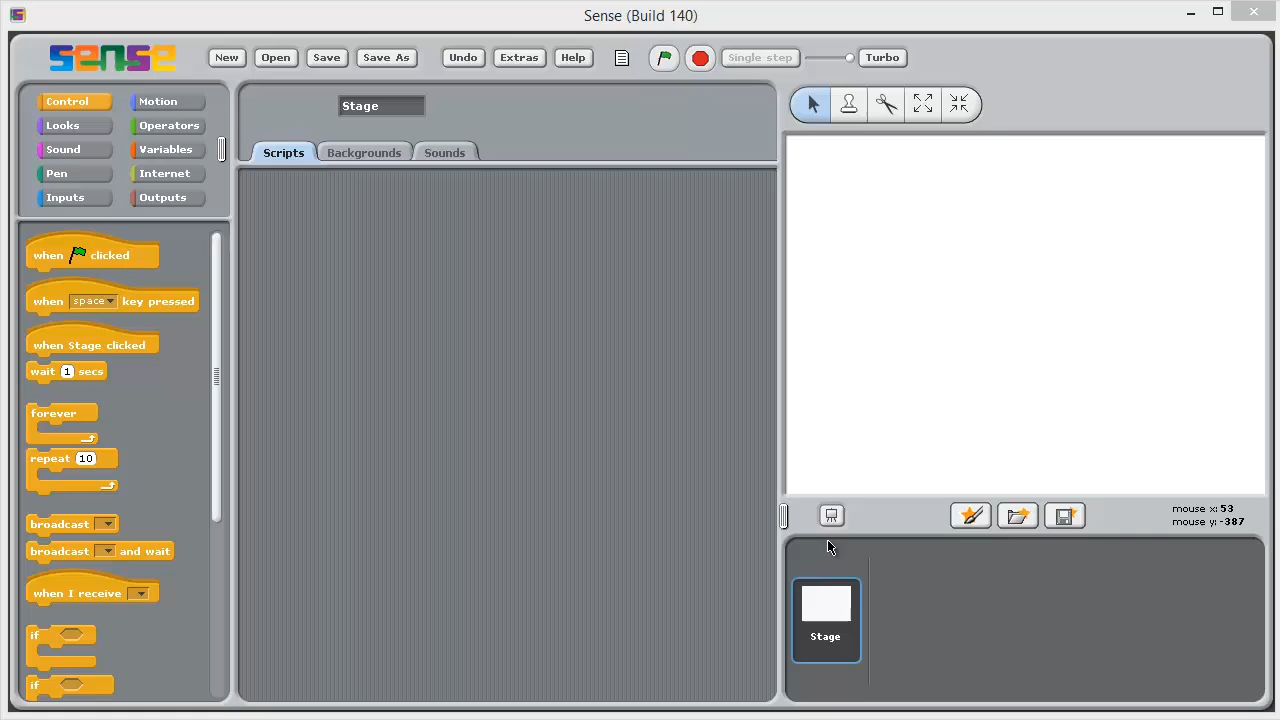 Sense (Build 140)
sense
New
Open
Save
Save As
Undo
Extras
Help
Single step
Turbo
Control
Motion
Looks
Operators
Sound
Variables
Pen
Internet
Inputs
Outputs
Stage
Scripts
Backgrounds
Sounds
when clicked
when space key pressed
when Stage clicked
wait 1 secs
forever
repeat 10
broadcast
broadcast and wait
when I receive
if
if
mouse x: 53
mouse y: -387
Stage